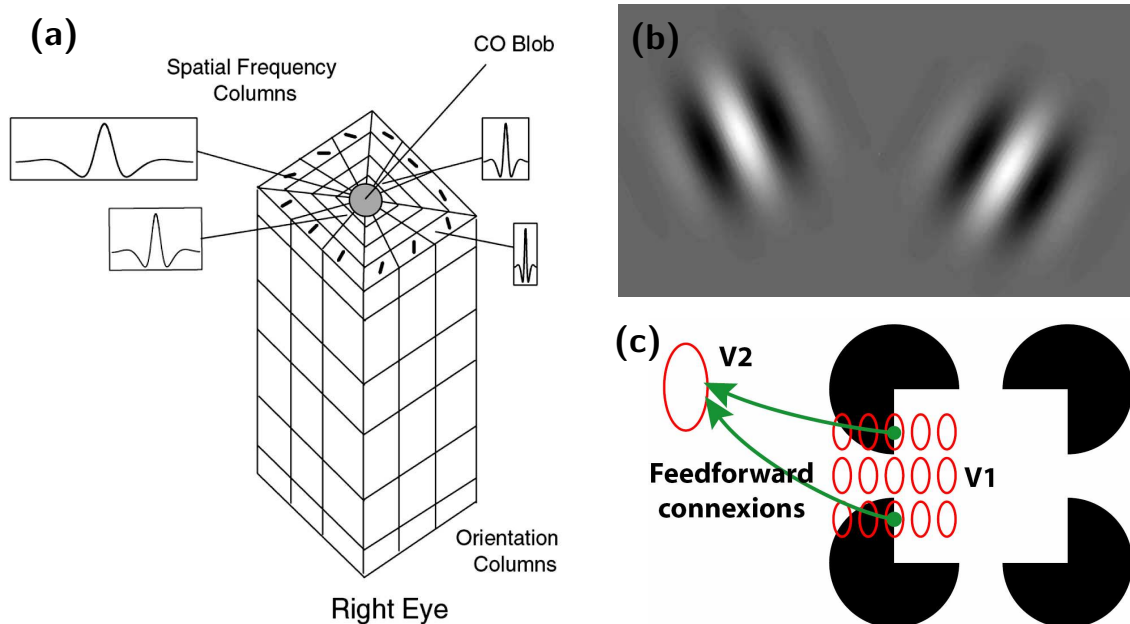 (a)
CO Blob
Spatial Frequency
Columns
Orientation
Columns
Right Eye
(b)
(c)
V2
V1
Feedforward
connexions